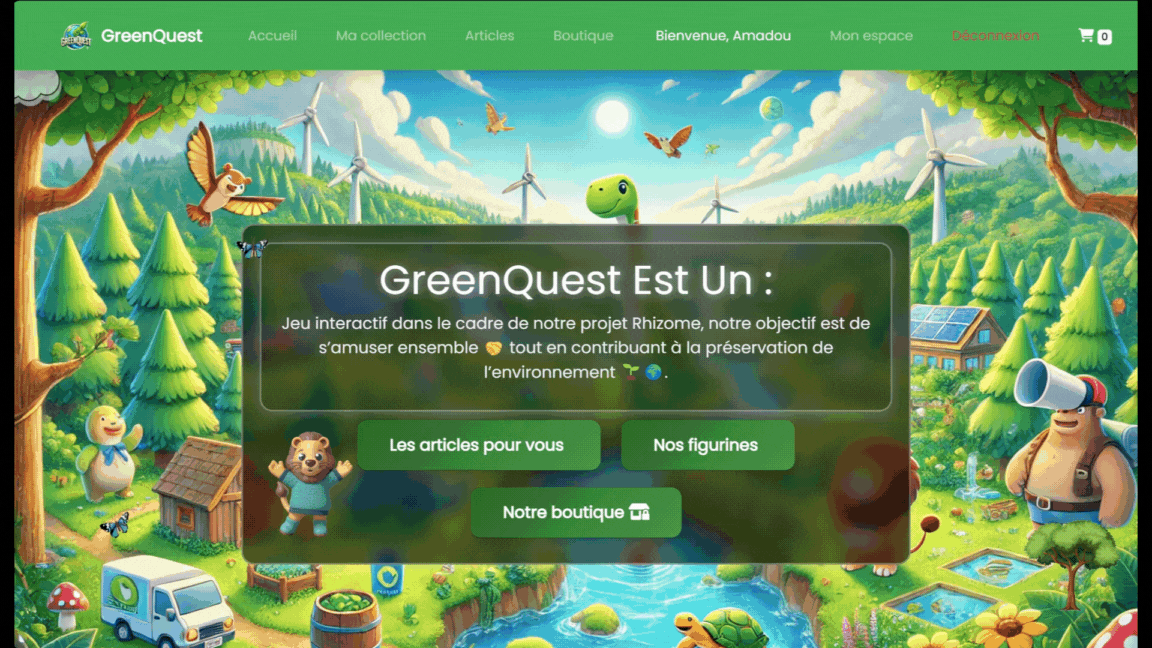 GreenQuest Accueil Ma collection Articles Boutique Bienvenue, Amadou Mon espace Déconnexion 0
GreenQuest Est Un :
Jeu interactif dans le cadre de notre projet Rhizome, notre objectif est de
s’amuser ensemble 🤝 tout en contribuant à la préservation de
l’environnement 🌱 🌍.
Les articles pour vous
Nos figurines
Notre boutique